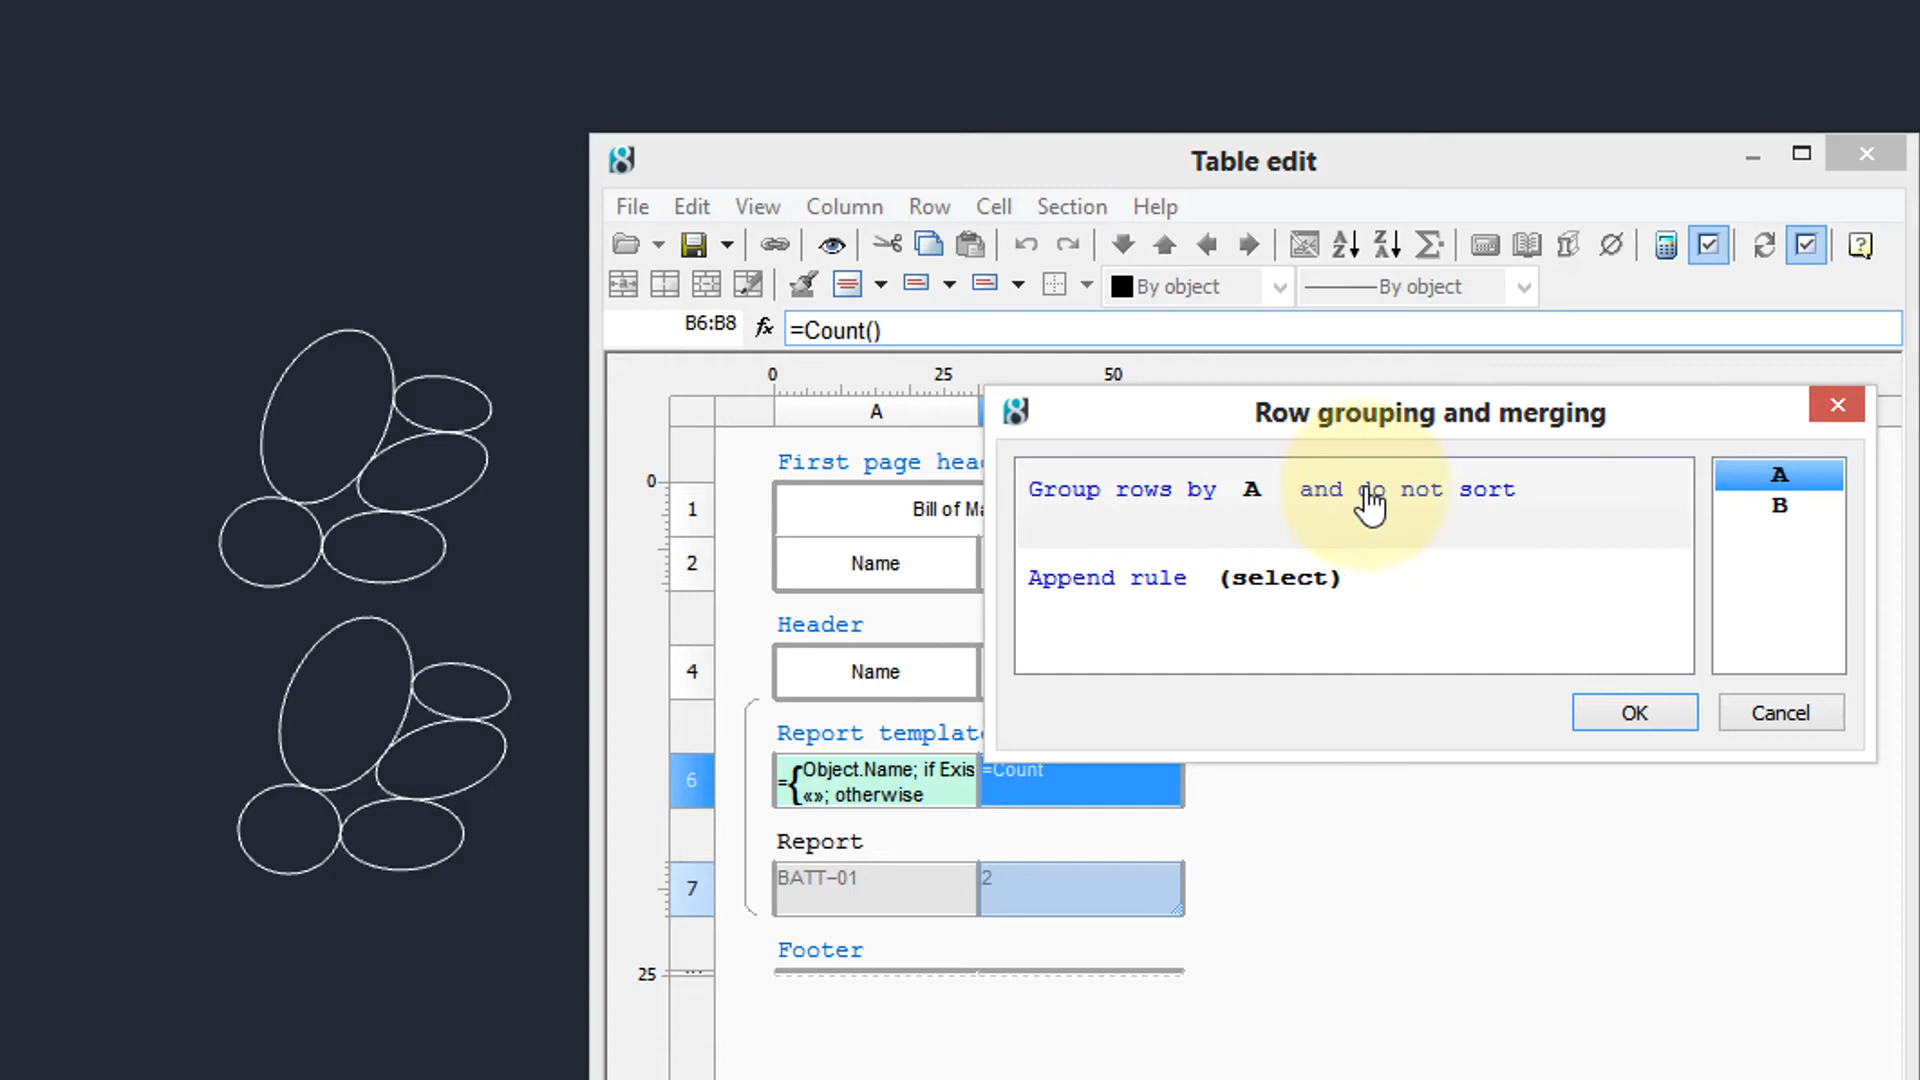 Table edit
File Edit View Column Row Cell Section Help
By object By object
B6:B8 fx =Count()
0 25 50
A
Row grouping and merging
Group rows by A and do not sort
Append rule (select)
A
B
OK Cancel
First page hea
0
1 Bill of Ma
2 Name
Header
4 Name
Report templat
6 ={Object.Name; if Exis =Count
«»; otherwise
Report
7 BATT-01 2
Footer
25 ...